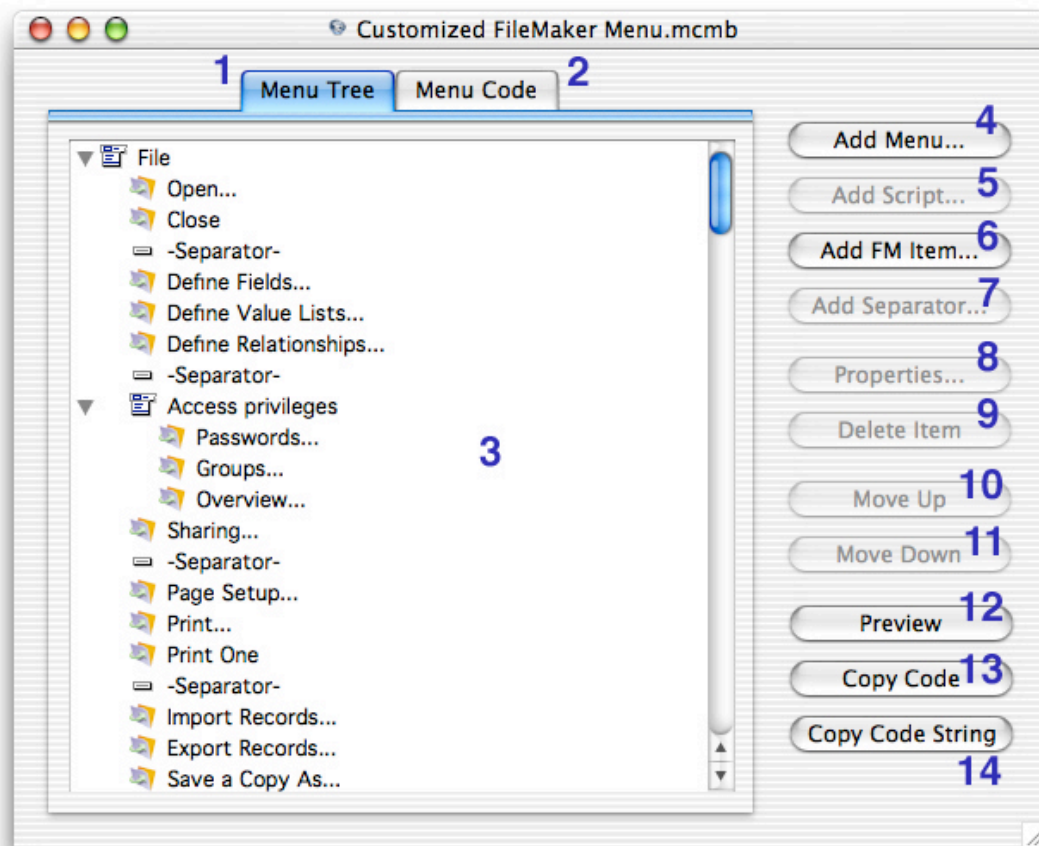 Customized FileMaker Menu.mcmb
1 Menu Tree Menu Code 2
File
Open...
Close
-Separator-
Define Fields...
Define Value Lists...
Define Relationships...
-Separator-
Access privileges
Passwords...
Groups...
Overview...
Sharing...
-Separator-
Page Setup...
Print...
Print One
-Separator-
Import Records...
Export Records...
Save a Copy As...
3
Add Menu... 4
Add Script... 5
Add FM Item... 6
Add Separator... 7
Properties... 8
Delete Item 9
Move Up 10
Move Down 11
Preview 12
Copy Code 13
Copy Code String
14